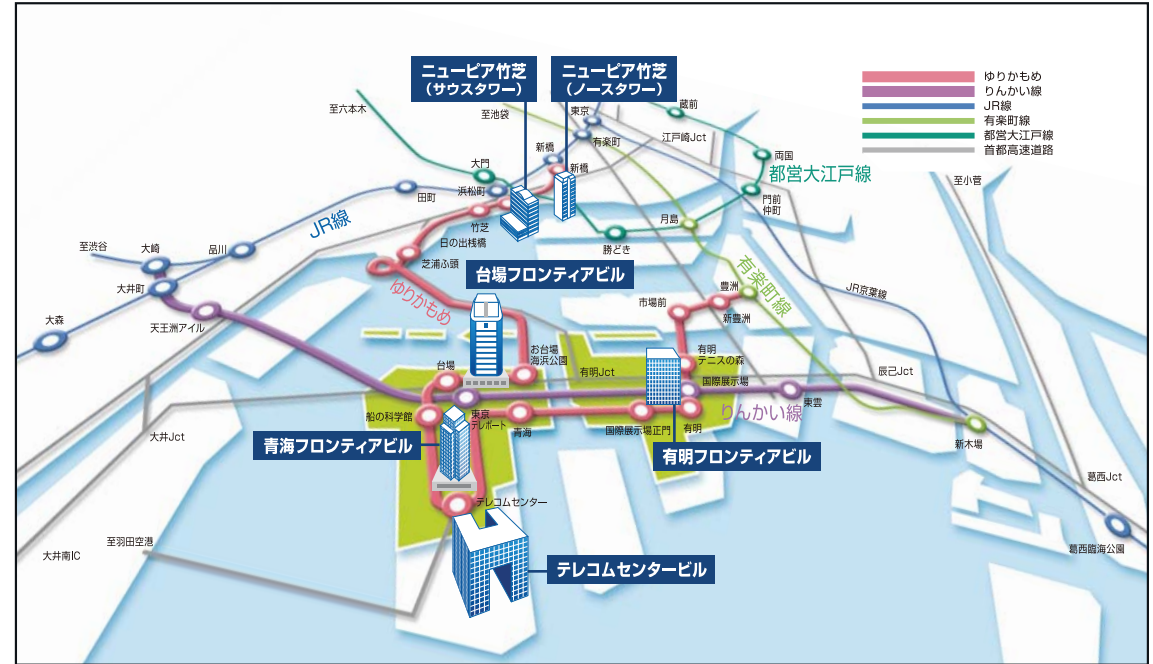 ニューピア竹芝
（サウスタワー）
ニューピア竹芝
（ノースタワー）
ゆりかもめ
りんかい線
JR線
有楽町線
都営大江戸線
首都高速道路
至六本木
至池袋
東京
蔵前
有楽町
江戸崎Jct
新橋
新橋
両国
都営大江戸線
大門
浜松町
田町
門前
仲町
至小菅
竹芝
月島
JR線
日の出桟橋
勝どき
至渋谷
大崎
品川
芝浦ふ頭
台場フロンティアビル
有楽町線
大井町
ゆりかもめ
豊洲
市場前
新豊洲
JR京葉線
大森
天王洲アイル
お台場
海浜公園
有明
テニスの森
台場
有明Jct
国際展示場
辰己Jct
東雲
りんかい線
船の科学館
東京
テレポート
青海
国際展示場正門
有明
大井Jct
青海フロンティアビル
有明フロンティアビル
新木場
葛西Jct
テレコムセンター
至羽田空港
大井南IC
葛西臨海公園
テレコムセンタービル